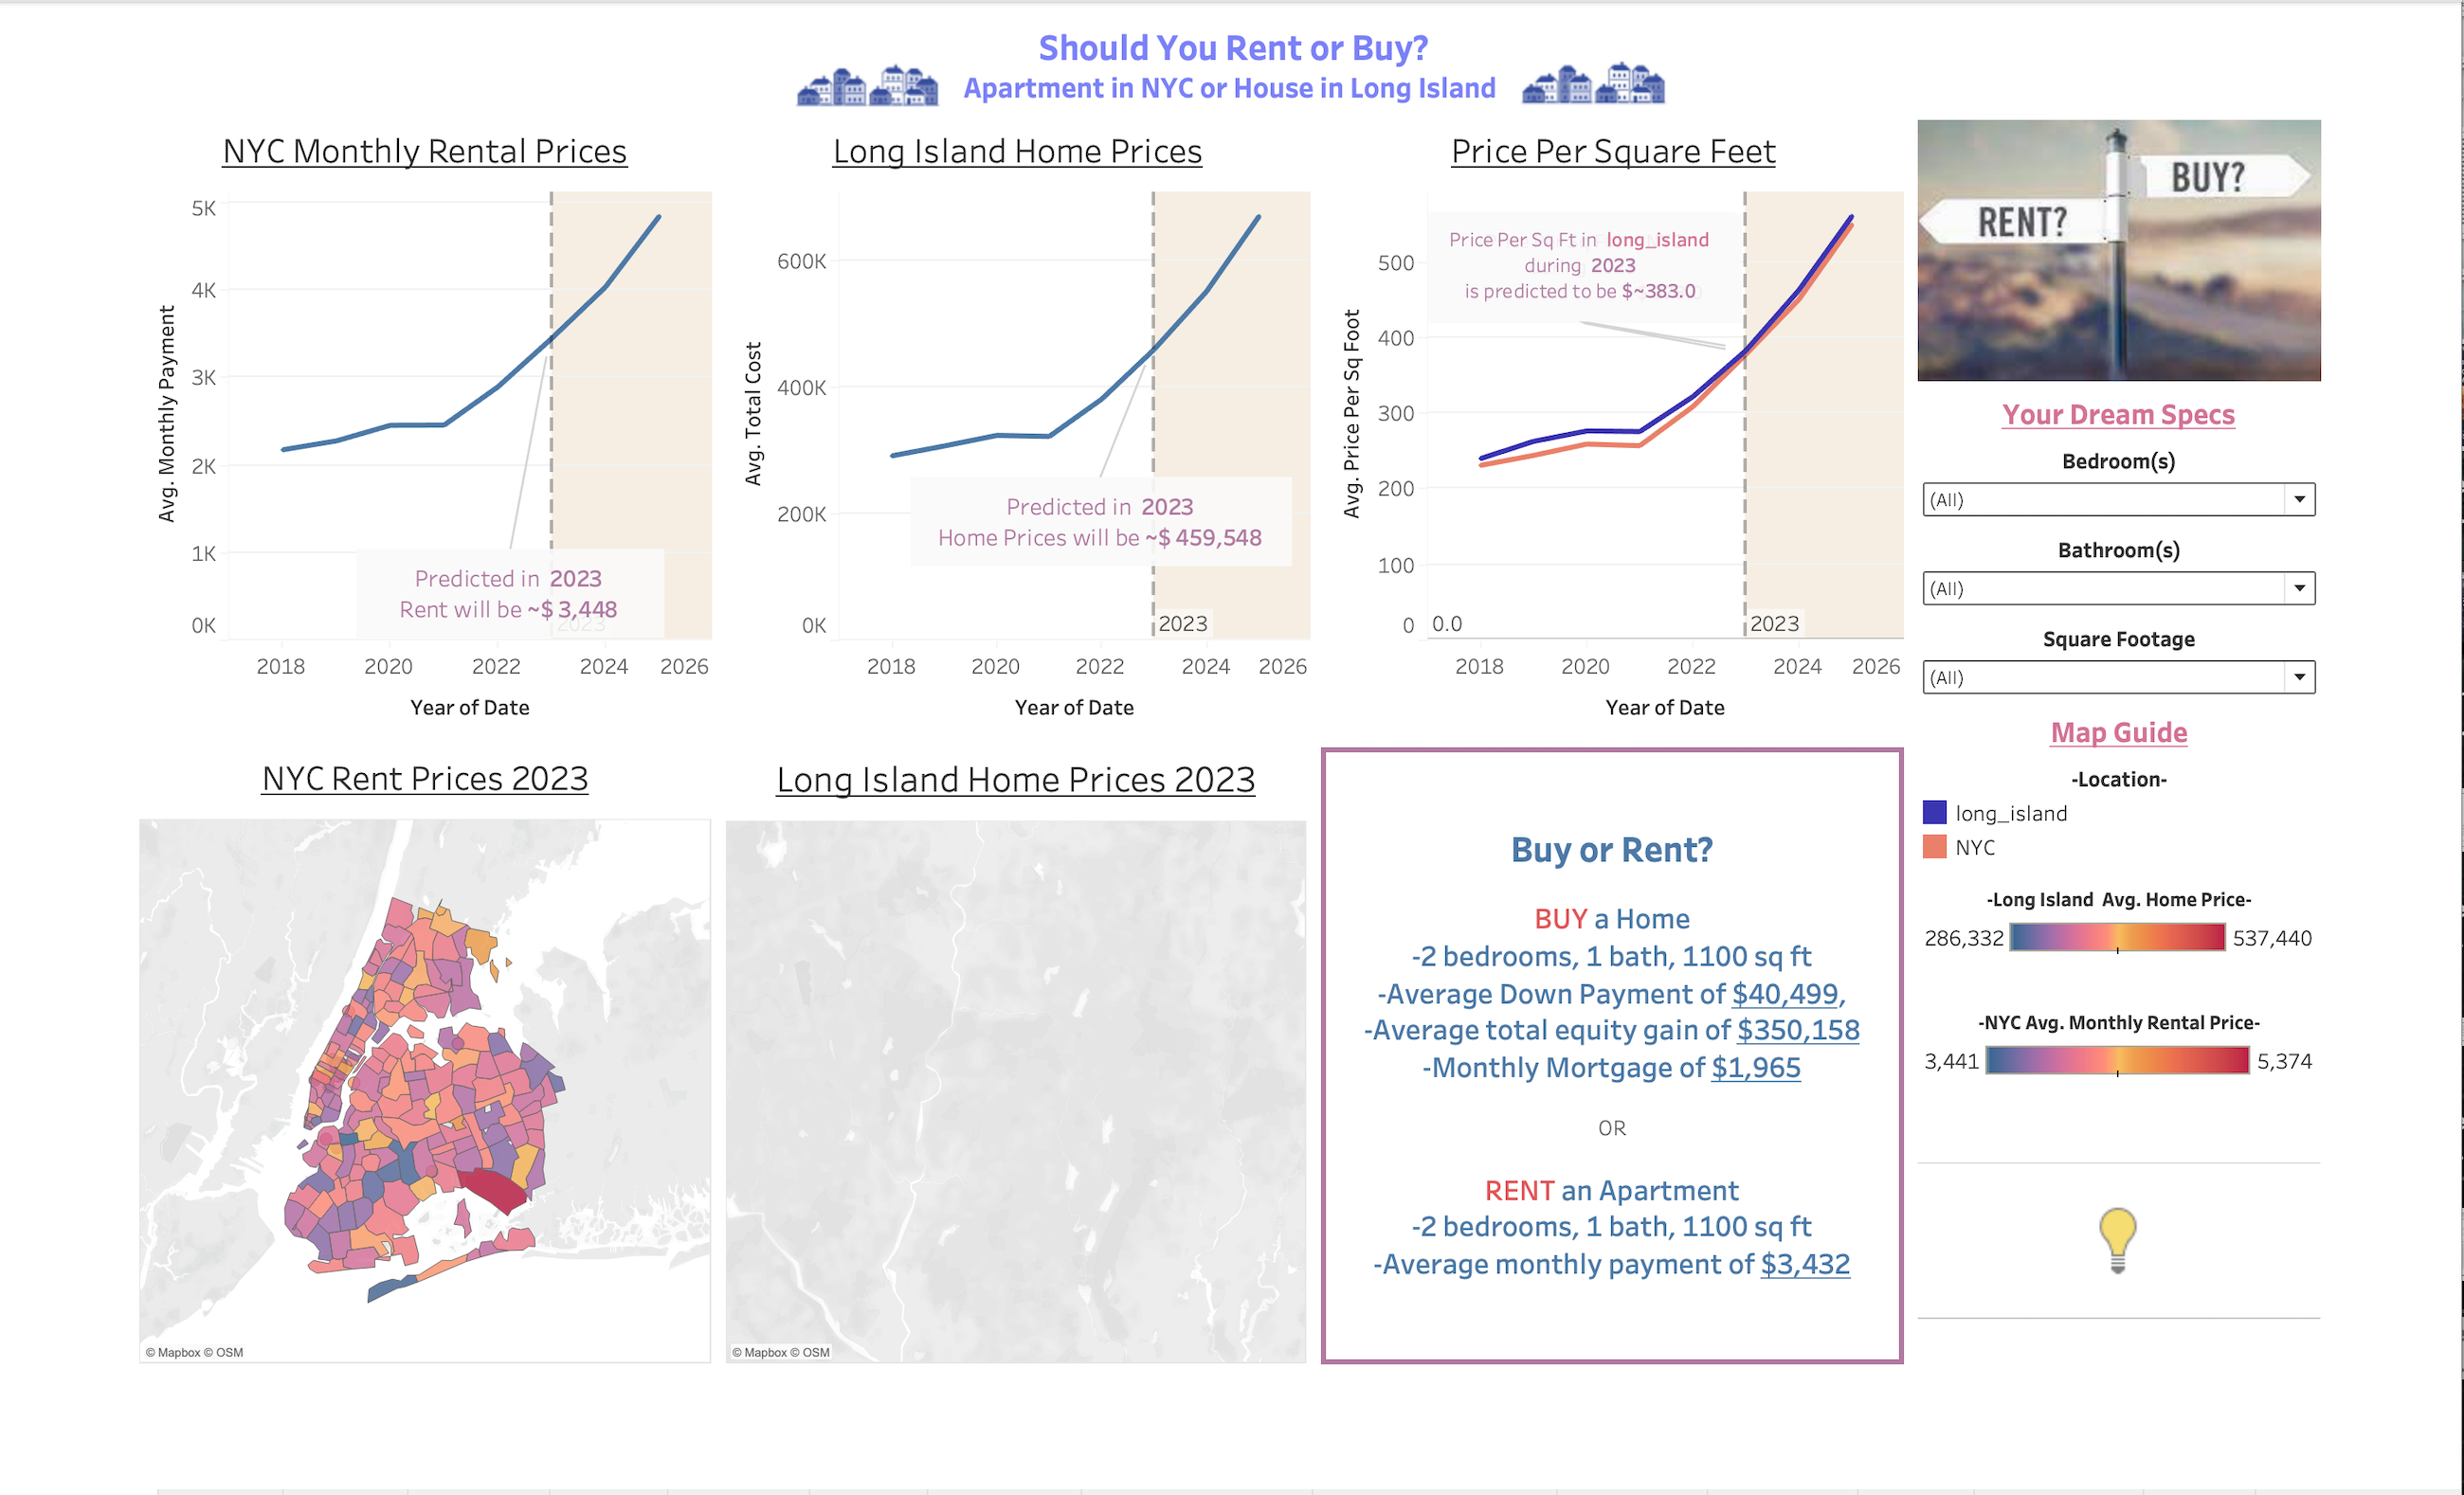 Should You Rent or Buy?
Apartment in NYC or House in Long Island
NYC Monthly Rental Prices
Avg. Monthly Payment
5K
4K
3K
2K
1K
0K
Predicted in 2023
Rent will be ~$ 3,448
2023
2018 2020 2022 2024 2026
Year of Date
Long Island Home Prices
Avg. Total Cost
600K
400K
200K
0K
Predicted in 2023
Home Prices will be ~$ 459,548
2023
2018 2020 2022 2024 2026
Year of Date
Price Per Square Feet
Avg. Price Per Sq Foot
500
400
300
200
100
0
Price Per Sq Ft in long_island
during 2023
is predicted to be $~383.0
0.0
2023
2018 2020 2022 2024 2026
Year of Date
BUY?
RENT?
Your Dream Specs
Bedroom(s)
(All)
Bathroom(s)
(All)
Square Footage
(All)
Map Guide
-Location-
long_island
NYC
-Long Island Avg. Home Price-
286,332 537,440
-NYC Avg. Monthly Rental Price-
3,441 5,374
NYC Rent Prices 2023
© Mapbox © OSM
Long Island Home Prices 2023
© Mapbox © OSM
Buy or Rent?
BUY a Home
-2 bedrooms, 1 bath, 1100 sq ft
-Average Down Payment of $40,499,
-Average total equity gain of $350,158
-Monthly Mortgage of $1,965
OR
RENT an Apartment
-2 bedrooms, 1 bath, 1100 sq ft
-Average monthly payment of $3,432